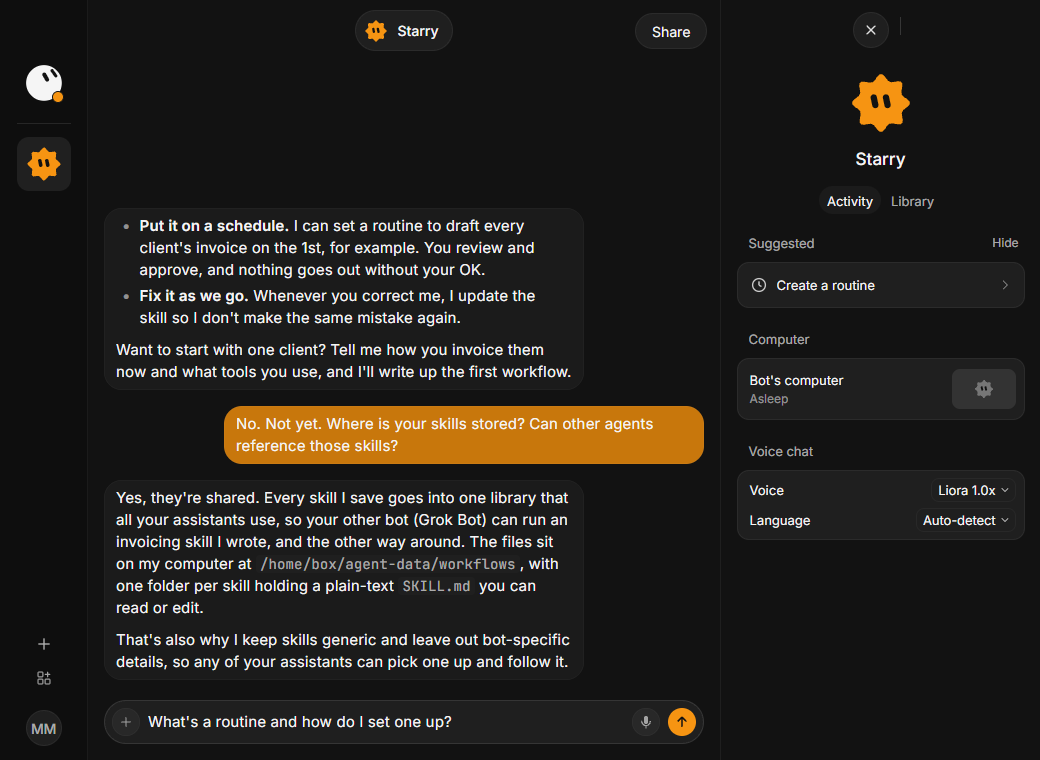 Starry
Share
Put it on a schedule. I can set a routine to draft every
client's invoice on the 1st, for example. You review and
approve, and nothing goes out without your OK.
Fix it as we go. Whenever you correct me, I update the
skill so I don't make the same mistake again.
Want to start with one client? Tell me how you invoice them
now and what tools you use, and I'll write up the first workflow.
No. Not yet. Where is your skills stored? Can other agents
reference those skills?
Yes, they're shared. Every skill I save goes into one library that
all your assistants use, so your other bot (Grok Bot) can run an
invoicing skill I wrote, and the other way around. The files sit
on my computer at /home/box/agent-data/workflows, with
one folder per skill holding a plain-text SKILL.md you can
read or edit.
That's also why I keep skills generic and leave out bot-specific
details, so any of your assistants can pick one up and follow it.
What's a routine and how do I set one up?
MM
Starry
Activity Library
Suggested Hide
Create a routine
Computer
Bot's computer
Asleep
Voice chat
Voice Liora 1.0x
Language Auto-detect